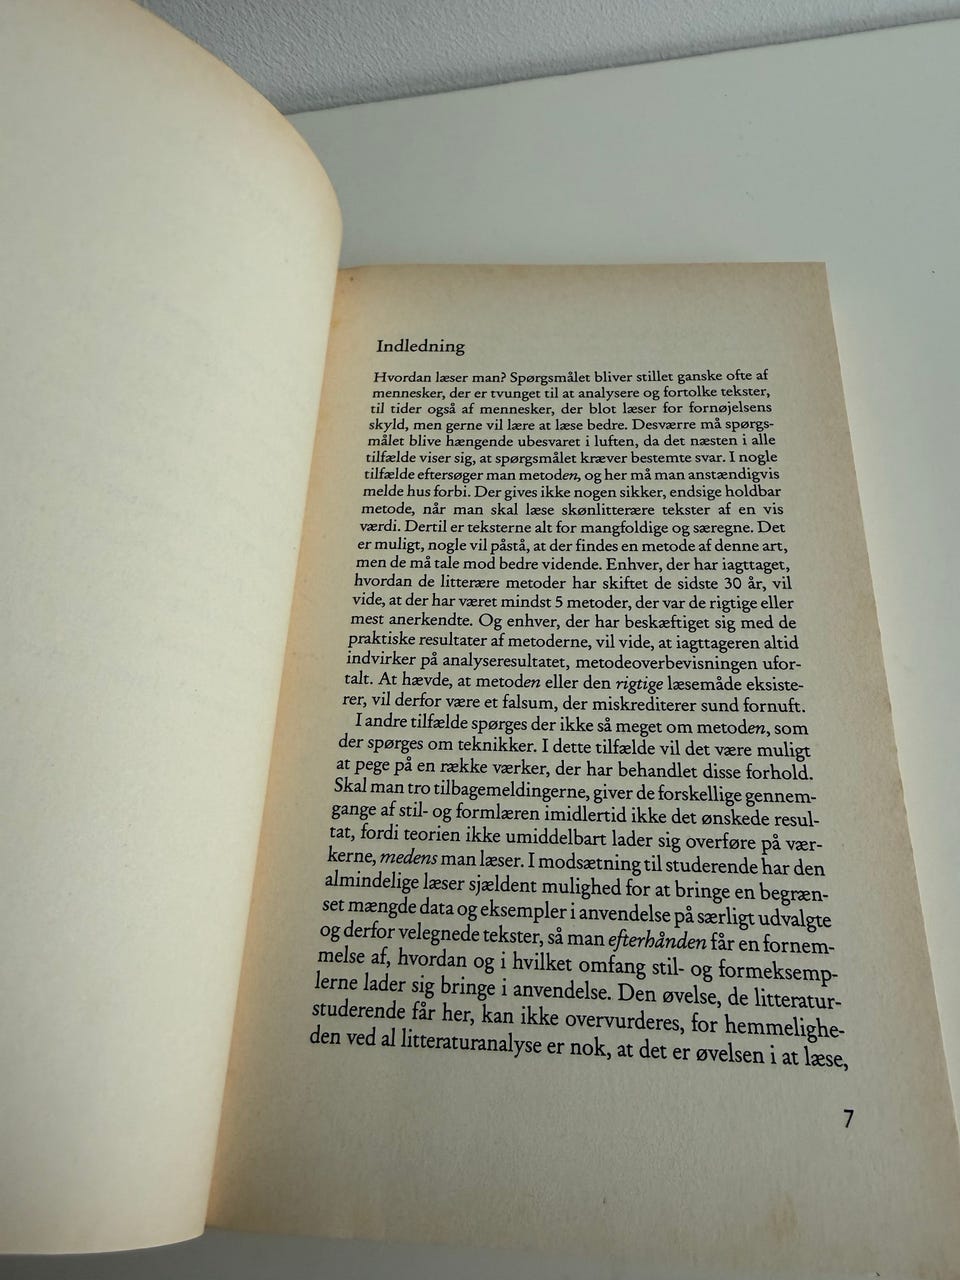 Indledning
Hvordan læser man? Spørgsmålet bliver stillet ganske ofte af
mennesker, der er tvunget til at analysere og fortolke tekster,
til tider også af mennesker, der blot læser for fornøjelsens
skyld, men gerne vil lære at læse bedre. Desværre må spørgs-
målet blive hængende ubesvaret i luften, da det næsten i alle
tilfælde viser sig, at spørgsmålet kræver bestemte svar. I nogle
tilfælde eftersøger man metoden, og her må man anstændigvis
melde hus forbi. Der gives ikke nogen sikker, endsige holdbar
metode, når man skal læse skønlitterære tekster af en vis
værdi. Dertil er teksterne alt for mangfoldige og særegne. Det
er muligt, nogle vil påstå, at der findes en metode af denne art,
men de må tale mod bedre vidende. Enhver, der har iagttaget,
hvordan de litterære metoder har skiftet de sidste 30 år, vil
vide, at der har været mindst 5 metoder, der var de rigtige eller
mest anerkendte. Og enhver, der har beskæftiget sig med de
praktiske resultater af metoderne, vil vide, at iagttageren altid
indvirker på analyseresultatet, metodeoverbevisningen ufor-
talt. At hævde, at metoden eller den rigtige læsemåde eksiste-
rer, vil derfor være et falsum, der miskrediterer sund fornuft.
I andre tilfælde spørges der ikke så meget om metoden, som
der spørges om teknikker. I dette tilfælde vil det være muligt
at pege på en række værker, der har behandlet disse forhold.
Skal man tro tilbagemeldingerne, giver de forskellige gennem-
gange af stil- og formlæren imidlertid ikke det ønskede resul-
tat, fordi teorien ikke umiddelbart lader sig overføre på vær-
kerne, medens man læser. I modsætning til studerende har den
almindelige læser sjældent mulighed for at bringe en begræn-
set mængde data og eksempler i anvendelse på særligt udvalgte
og derfor velegnede tekster, så man efterhånden får en fornem-
melse af, hvordan og i hvilket omfang stil- og formeksemp-
lerne lader sig bringe i anvendelse. Den øvelse, de litteratur-
studerende får her, kan ikke overvurderes, for hemmelighe-
den ved al litteraturanalyse er nok, at det er øvelsen i at læse,
7